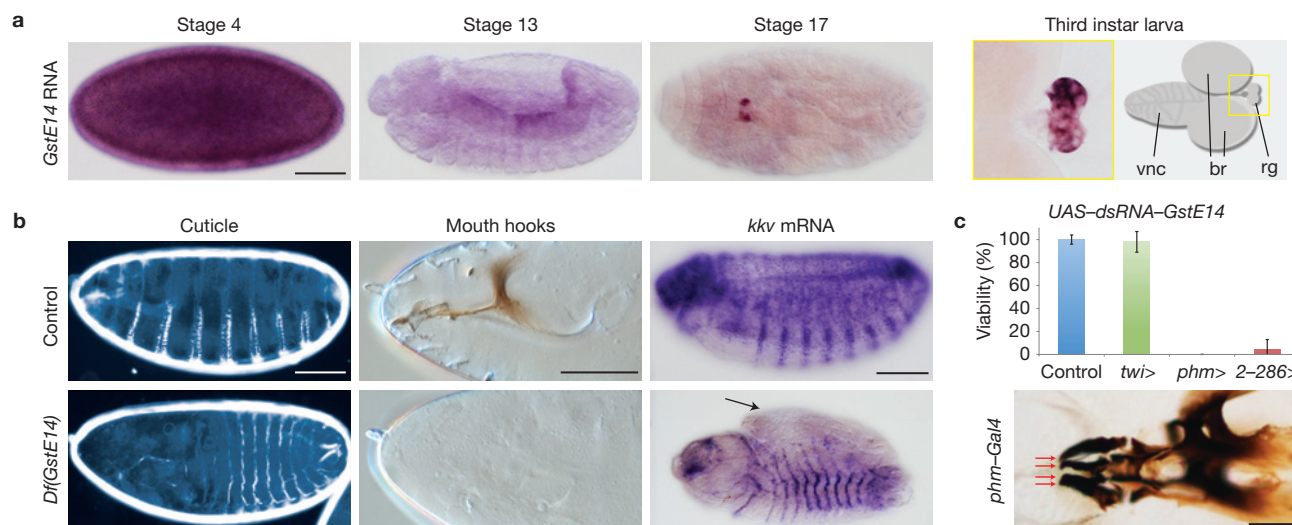 a
Stage 4
Stage 13
Stage 17
Third instar larva
GstE14 RNA
vnc
br
rg
b
Cuticle
Mouth hooks
kkv mRNA
Control
Df(GstE14)
c
UAS–dsRNA–GstE14
Viability (%)
100
80
60
40
20
0
Control
twi>
phm>
2–286>
phm–Gal4